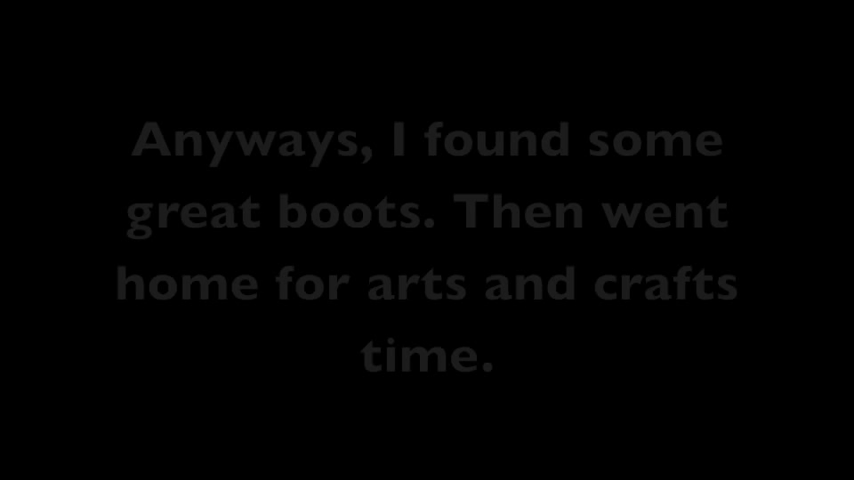 Anyways, I found some
great boots. Then went
home for arts and crafts
time.